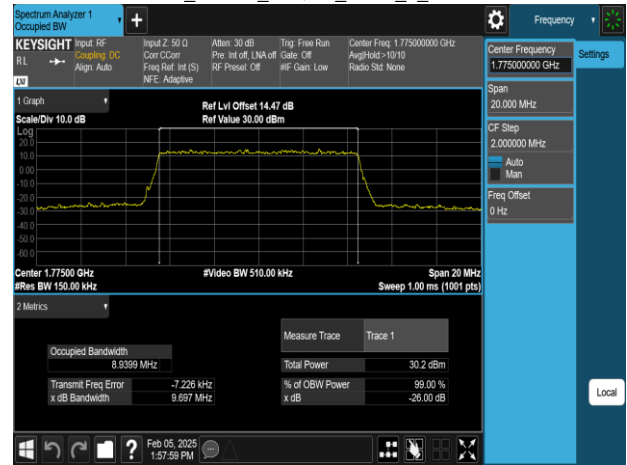 Spectrum Analyzer 1
Occupied BW
Frequency
KEYSIGHT
RL
LXI
Input: RF
Coupling: DC
Align: Auto
Input Z: 50 Ω
Corr CCorr
Freq Ref: Int (S)
NFE: Adaptive
Atten: 30 dB
Pre: Int off, LNA off
RF Presel: Off
Trig: Free Run
Gate: Off
#IF Gain: Low
Center Freq: 1.775000000 GHz
Avg|Hold:>10/10
Radio Std: None
Center Frequency
1.775000000 GHz
Settings
Span
20.000 MHz
CF Step
2.000000 MHz
Auto
Man
Freq Offset
0 Hz
1 Graph
Scale/Div 10.0 dB
Ref Lvl Offset 14.47 dB
Ref Value 30.00 dBm
Log
20.0
10.0
0.00
-10.0
-20.0
-30.0
-40.0
-50.0
-60.0
Center 1.77500 GHz
#Video BW 510.00 kHz
Span 20 MHz
#Res BW 150.00 kHz
Sweep 1.00 ms (1001 pts)
2 Metrics
Measure Trace Trace 1
Occupied Bandwidth
8.9399 MHz
Total Power 30.2 dBm
Transmit Freq Error -7.226 kHz
% of OBW Power 99.00 %
x dB Bandwidth 9.697 MHz
x dB -26.00 dB
Local
Feb 05, 2025
1:57:59 PM